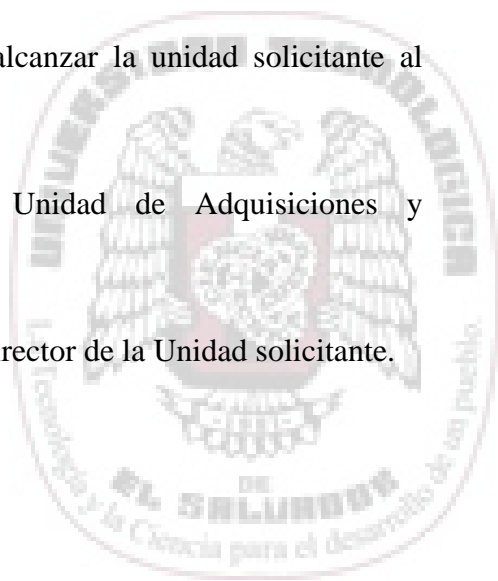 alcanzar la unidad solicitante al
Unidad de Adquisiciones y
irector de la Unidad solicitante.
UNIVERSIDAD TECNOLOGICA
DE
EL SALVADOR
La Tecnología y la Ciencia para el desarrollo de un pueblo.